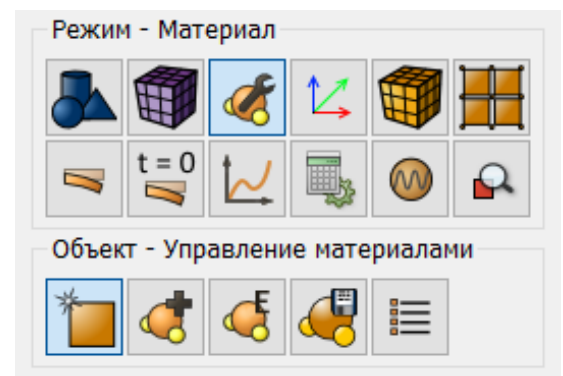 Режим - Материал
t = 0
Объект - Управление материалами
E